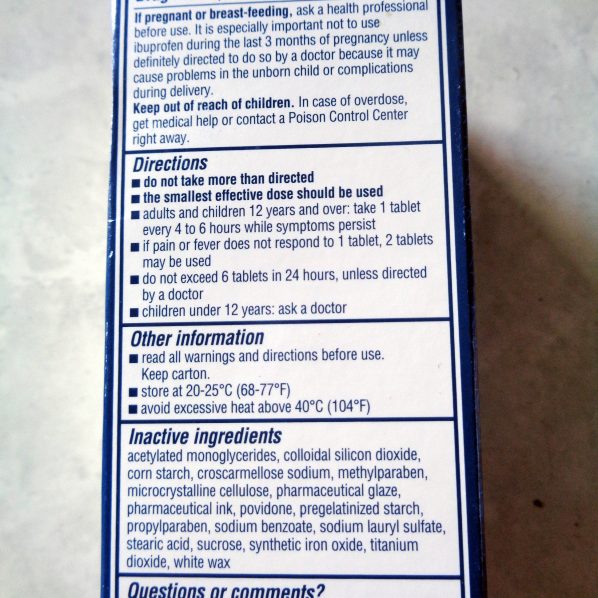 If pregnant or breast-feeding, ask a health professional
before use. It is especially important not to use
ibuprofen during the last 3 months of pregnancy unless
definitely directed to do so by a doctor because it may
cause problems in the unborn child or complications
during delivery.
Keep out of reach of children. In case of overdose,
get medical help or contact a Poison Control Center
right away.
Directions
■ do not take more than directed
■ the smallest effective dose should be used
■ adults and children 12 years and over: take 1 tablet
every 4 to 6 hours while symptoms persist
■ if pain or fever does not respond to 1 tablet, 2 tablets
may be used
■ do not exceed 6 tablets in 24 hours, unless directed
by a doctor
■ children under 12 years: ask a doctor
Other information
■ read all warnings and directions before use.
Keep carton.
■ store at 20-25°C (68-77°F)
■ avoid excessive heat above 40°C (104°F)
Inactive ingredients
acetylated monoglycerides, colloidal silicon dioxide,
corn starch, croscarmellose sodium, methylparaben,
microcrystalline cellulose, pharmaceutical glaze,
pharmaceutical ink, povidone, pregelatinized starch,
propylparaben, sodium benzoate, sodium lauryl sulfate,
stearic acid, sucrose, synthetic iron oxide, titanium
dioxide, white wax
Questions or comments?